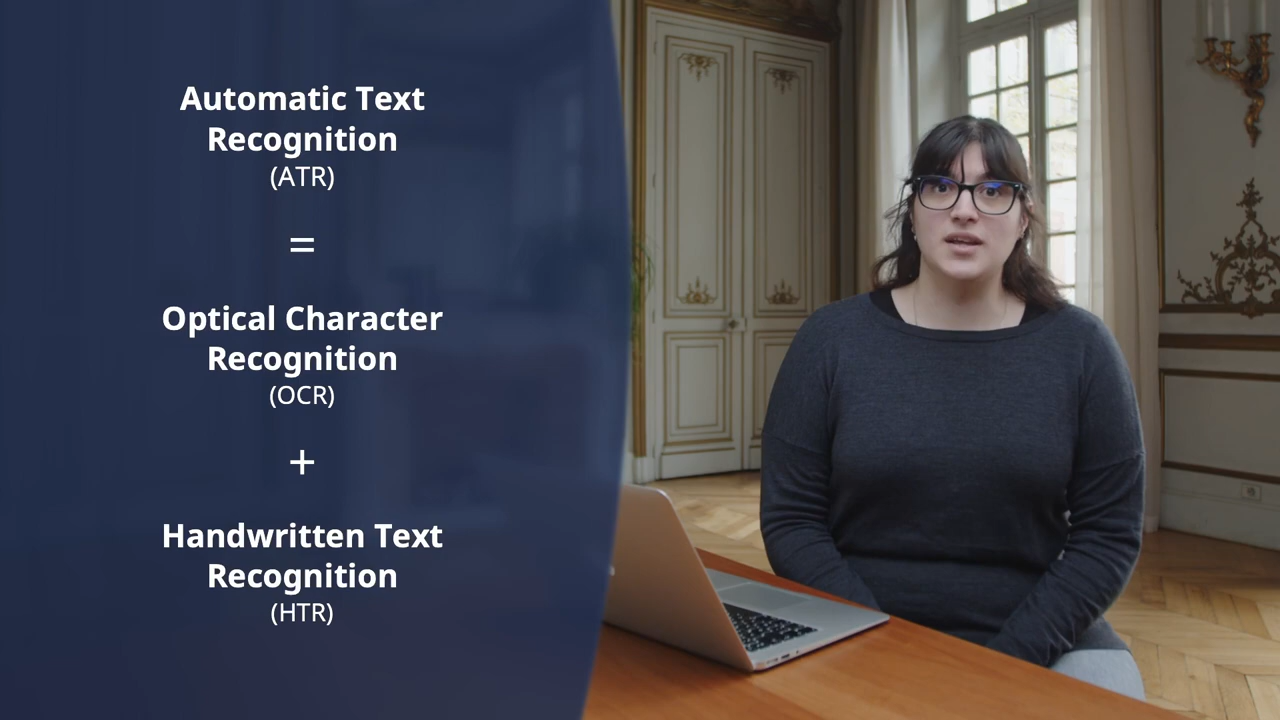 Automatic Text
Recognition
(ATR)
=
Optical Character
Recognition
(OCR)
+
Handwritten Text
Recognition
(HTR)